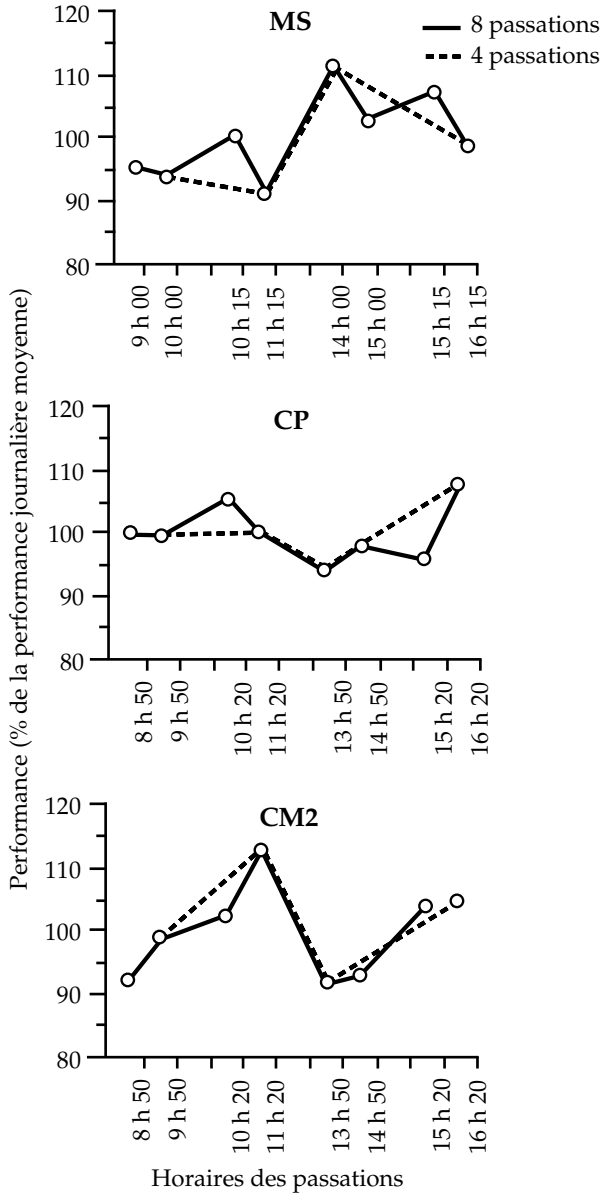 MS
8 passations
4 passations
120
110
100
90
80
9 h 00
10 h 00
10 h 15
11 h 15
14 h 00
15 h 00
15 h 15
16 h 15
Performance (% de la performance journalière moyenne)
CP
120
110
100
90
80
8 h 50
9 h 50
10 h 20
11 h 20
13 h 50
14 h 50
15 h 20
16 h 20
CM2
120
110
100
90
80
8 h 50
9 h 50
10 h 20
11 h 20
13 h 50
14 h 50
15 h 20
16 h 20
Horaires des passations